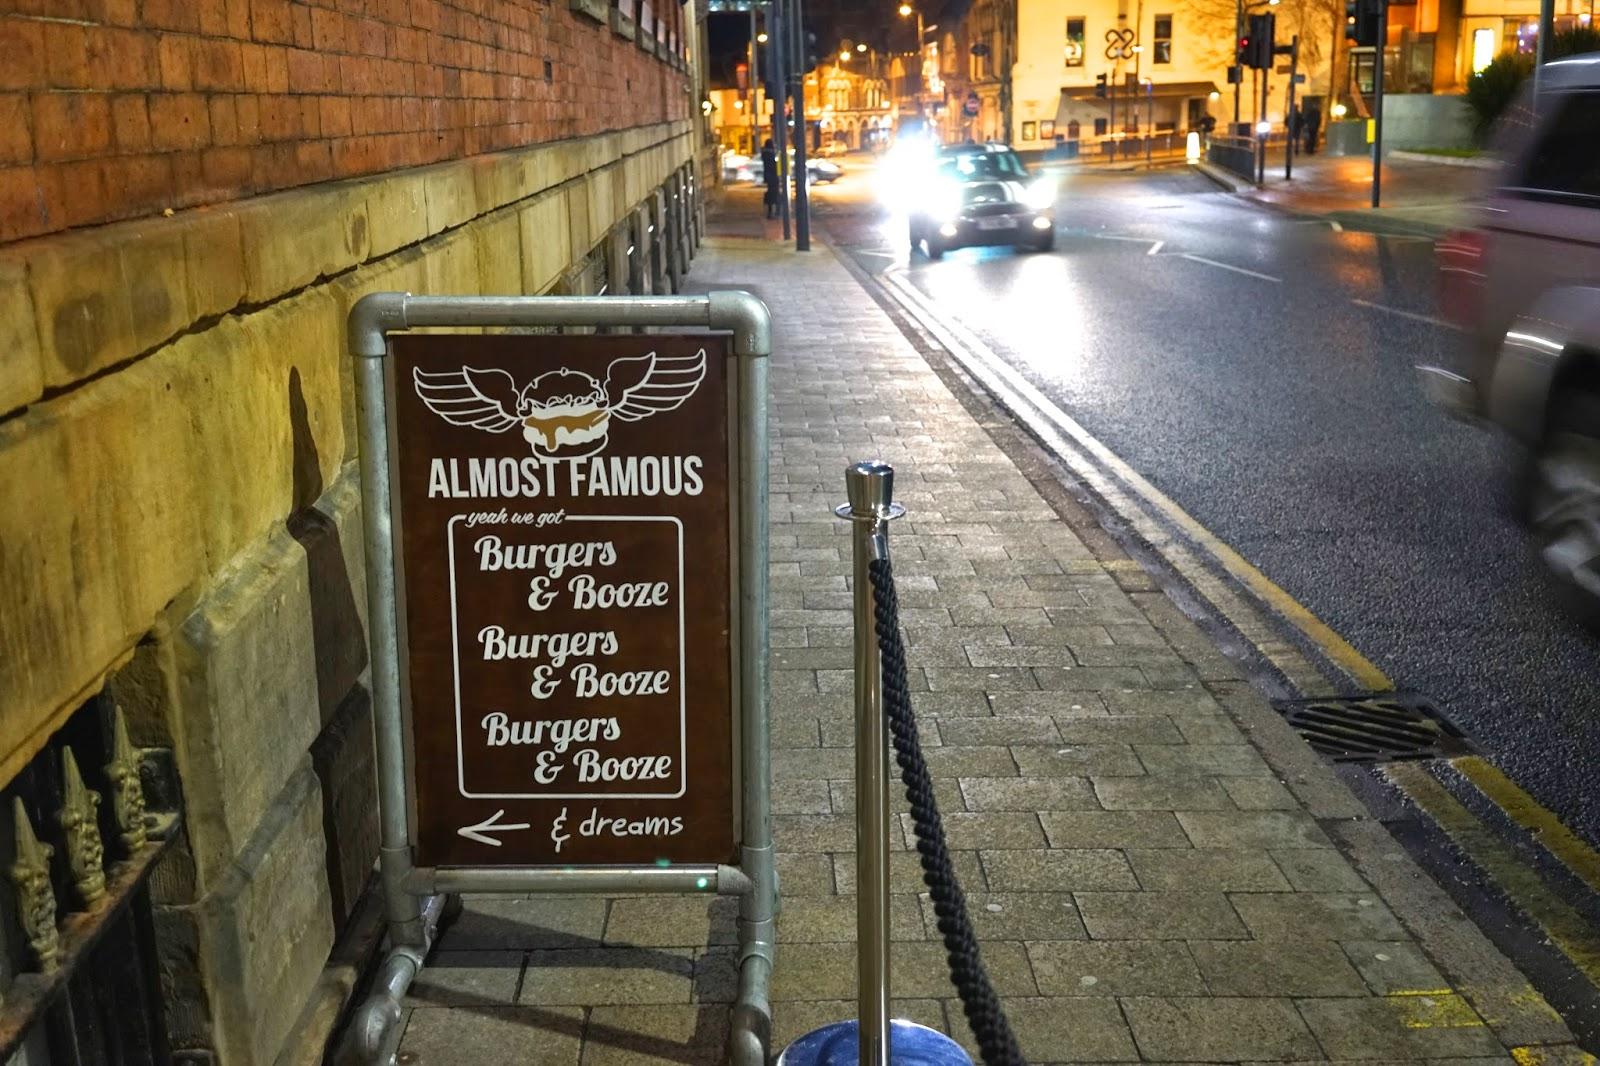 ALMOST FAMOUS
yeah we got
Burgers
& Booze
Burgers
& Booze
Burgers
& Booze
& dreams